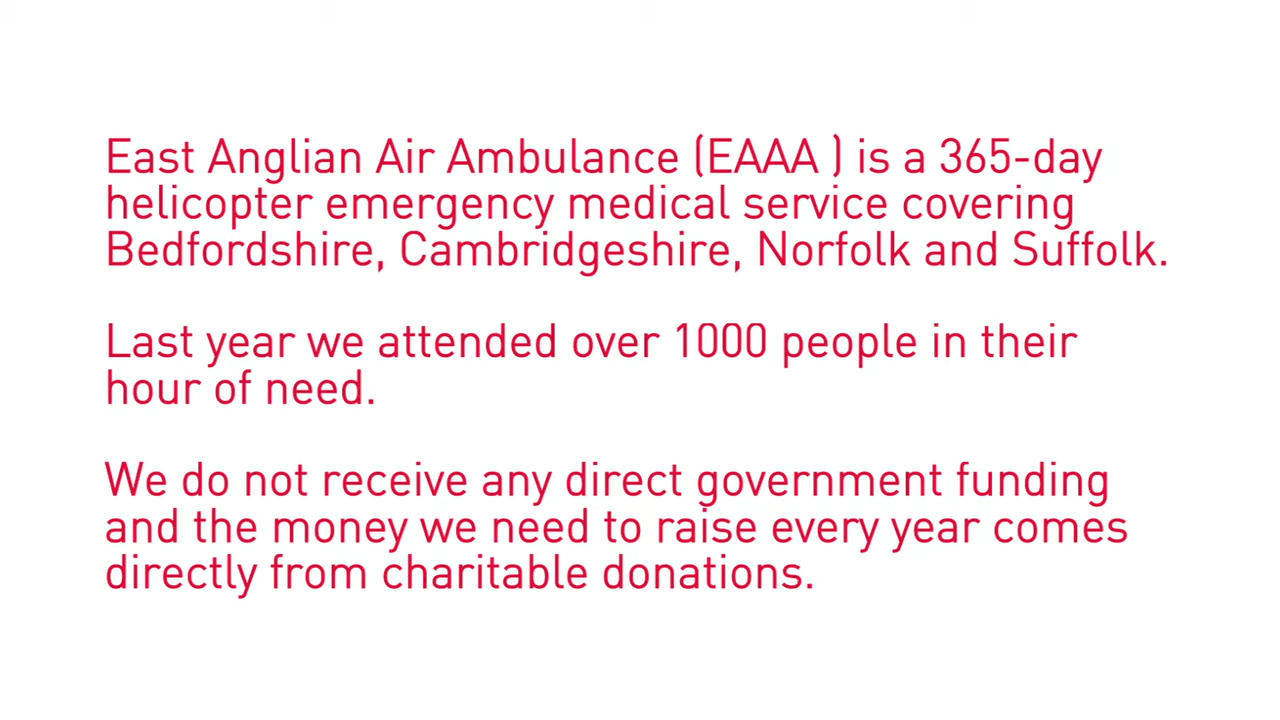 East Anglian Air Ambulance (EAAA ) is a 365-day
helicopter emergency medical service covering
Bedfordshire, Cambridgeshire, Norfolk and Suffolk.
Last year we attended over 1000 people in their
hour of need.
We do not receive any direct government funding
and the money we need to raise every year comes
directly from charitable donations.